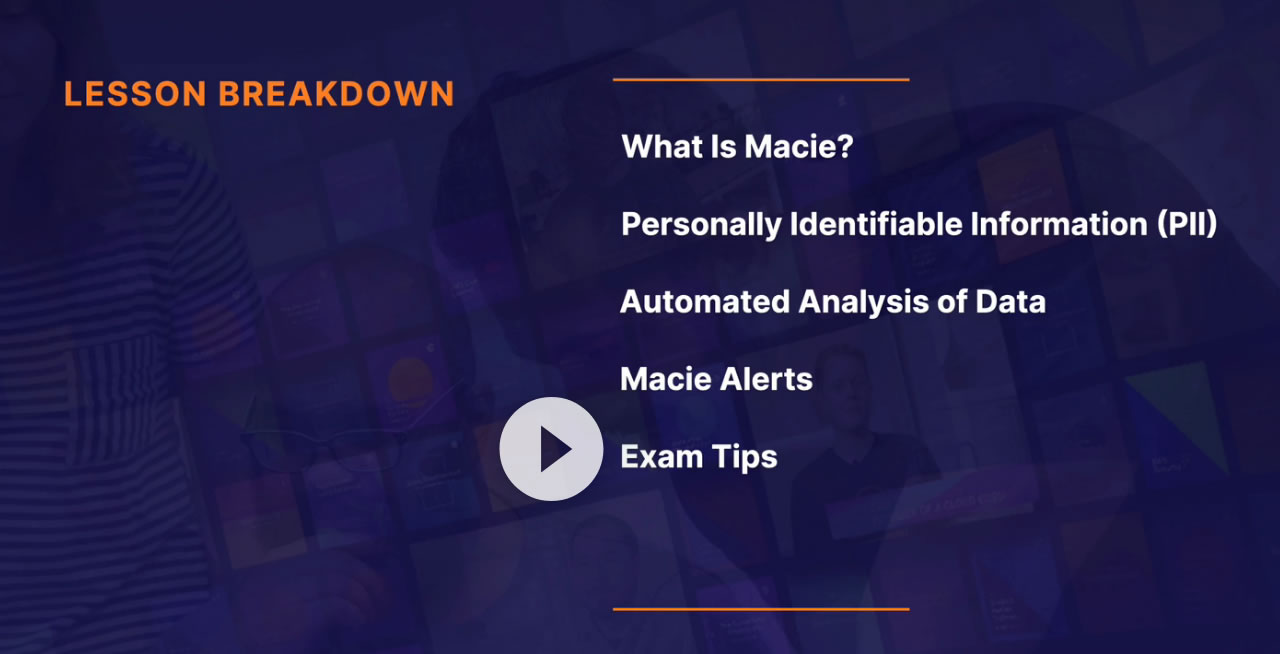 LESSON BREAKDOWN
What Is Macie?
Personally Identifiable Information (PII)
Automated Analysis of Data
Macie Alerts
Exam Tips